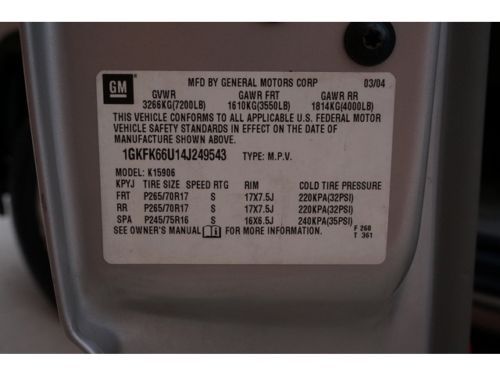 GM MFD BY GENERAL MOTORS CORP 03/04
GVWR GAWR FRT GAWR RR
3266KG(7200LB) 1610KG(3550LB) 1814KG(4000LB)
THIS VEHICLE CONFORMS TO ALL APPLICABLE U.S. FEDERAL MOTOR
VEHICLE SAFETY STANDARDS IN EFFECT ON THE DATE OF
MANUFACTURE SHOWN ABOVE.
1GKFK66U14J249543 TYPE: M.P.V.
MODEL: K15906
KPYJ TIRE SIZE SPEED RTG RIM COLD TIRE PRESSURE
FRT P265/70R17 S 17X7.5J 220KPA(32PSI)
RR P265/70R17 S 17X7.5J 220KPA(32PSI)
SPA P245/75R16 S 16X6.5J 240KPA(35PSI)
SEE OWNER'S MANUAL FOR MORE INFORMATION. F 260
T 361